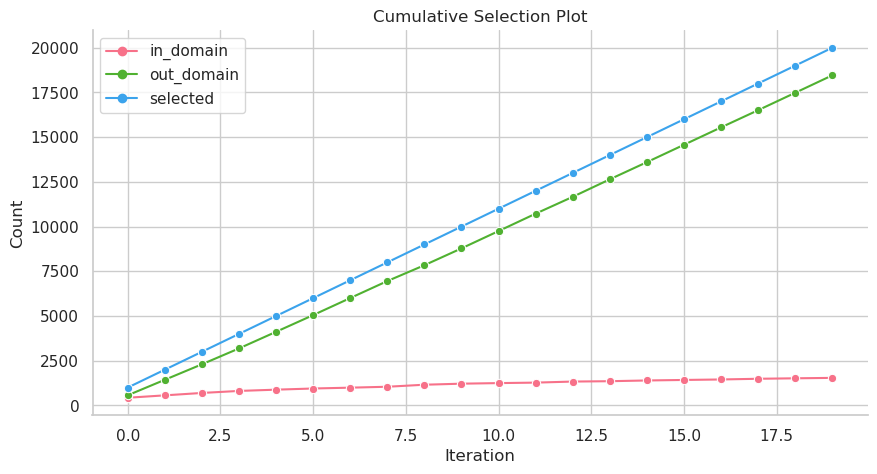 Cumulative Selection Plot
in_domain
out_domain
selected
20000
17500
15000
12500
10000
7500
5000
2500
0
Count
0.0 2.5 5.0 7.5 10.0 12.5 15.0 17.5
Iteration